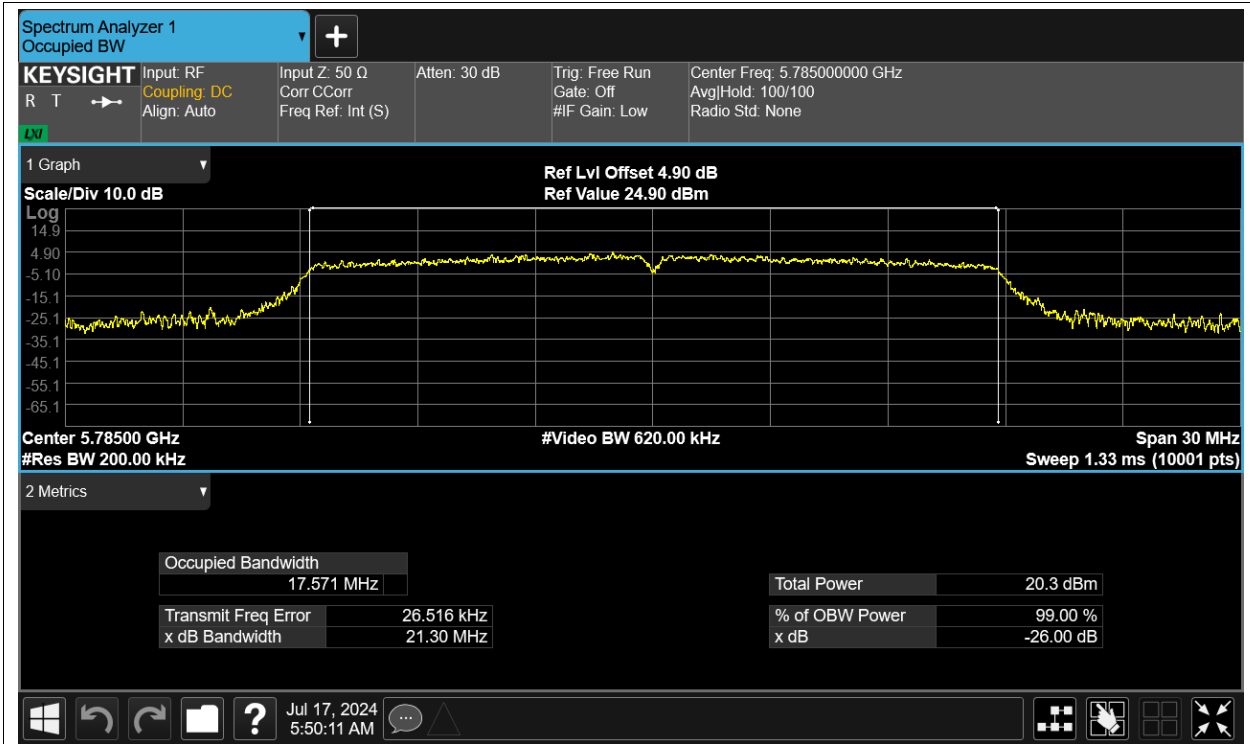 Spectrum Analyzer 1
Occupied BW
KEYSIGHT
R T
LXI
Input: RF
Coupling: DC
Align: Auto
Input Z: 50 Ω
Corr CCorr
Freq Ref: Int (S)
Atten: 30 dB
Trig: Free Run
Gate: Off
#IF Gain: Low
Center Freq: 5.785000000 GHz
Avg|Hold: 100/100
Radio Std: None
1 Graph
Ref Lvl Offset 4.90 dB
Scale/Div 10.0 dB
Ref Value 24.90 dBm
Log
14.9
4.90
-5.10
-15.1
-25.1
-35.1
-45.1
-55.1
-65.1
Center 5.78500 GHz
#Video BW 620.00 kHz
Span 30 MHz
#Res BW 200.00 kHz
Sweep 1.33 ms (10001 pts)
2 Metrics
Occupied Bandwidth
17.571 MHz
Total Power 20.3 dBm
Transmit Freq Error 26.516 kHz
% of OBW Power 99.00 %
x dB Bandwidth 21.30 MHz
x dB -26.00 dB
?
Jul 17, 2024
5:50:11 AM